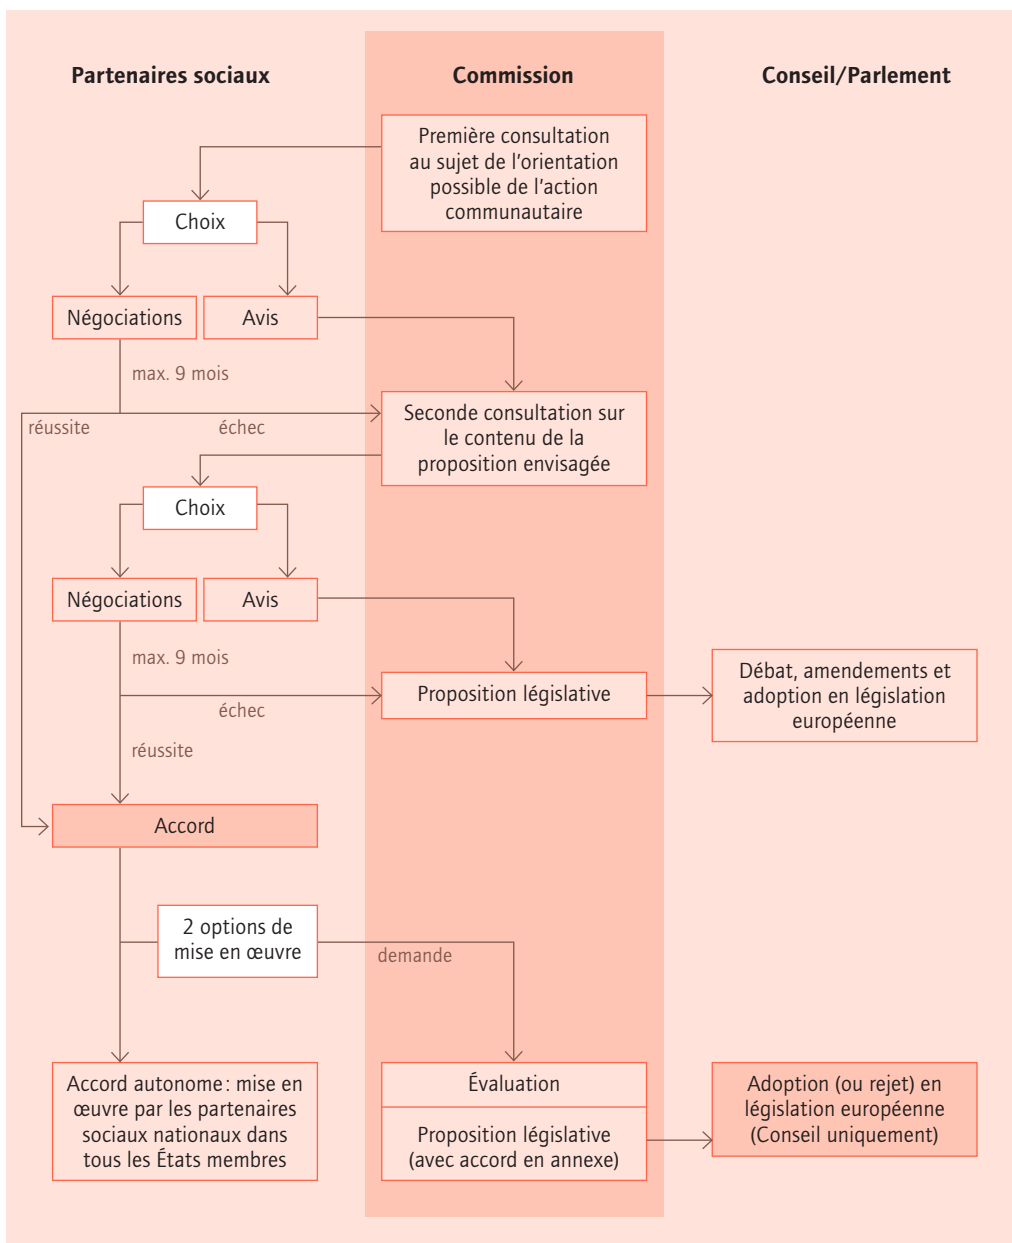 Partenaires sociaux
Commission
Conseil/Parlement
Première consultation
au sujet de l'orientation
possible de l'action
communautaire
Choix
Négociations
Avis
max. 9 mois
réussite
échec
Seconde consultation sur
le contenu de la
proposition envisagée
Choix
Négociations
Avis
max. 9 mois
échec
réussite
Proposition législative
Débat, amendements et
adoption en législation
européenne
Accord
2 options de
mise en œuvre
demande
Accord autonome : mise en
œuvre par les partenaires
sociaux nationaux dans
tous les États membres
Évaluation
Proposition législative
(avec accord en annexe)
Adoption (ou rejet) en
législation européenne
(Conseil uniquement)